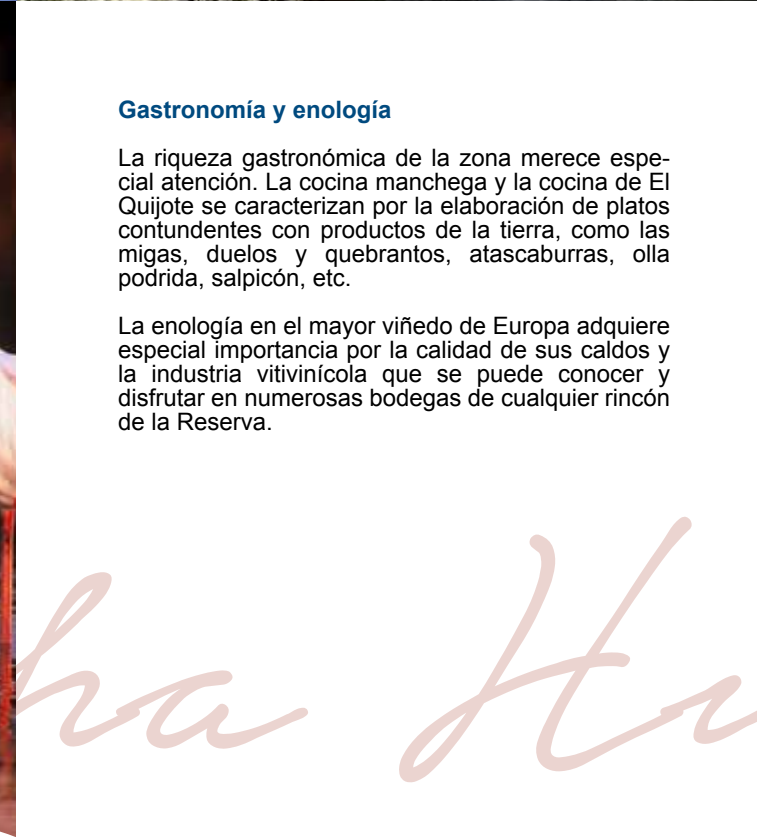 Gastronomía y enología
La riqueza gastronómica de la zona merece espe-
cial atención. La cocina manchega y la cocina de El
Quijote se caracterizan por la elaboración de platos
contundentes con productos de la tierra, como las
migas, duelos y quebrantos, atascaburras, olla
podrida, salpicón, etc.
La enología en el mayor viñedo de Europa adquiere
especial importancia por la calidad de sus caldos y
la industria vitivinícola que se puede conocer y
disfrutar en numerosas bodegas de cualquier rincón
de la Reserva.
ha Hu